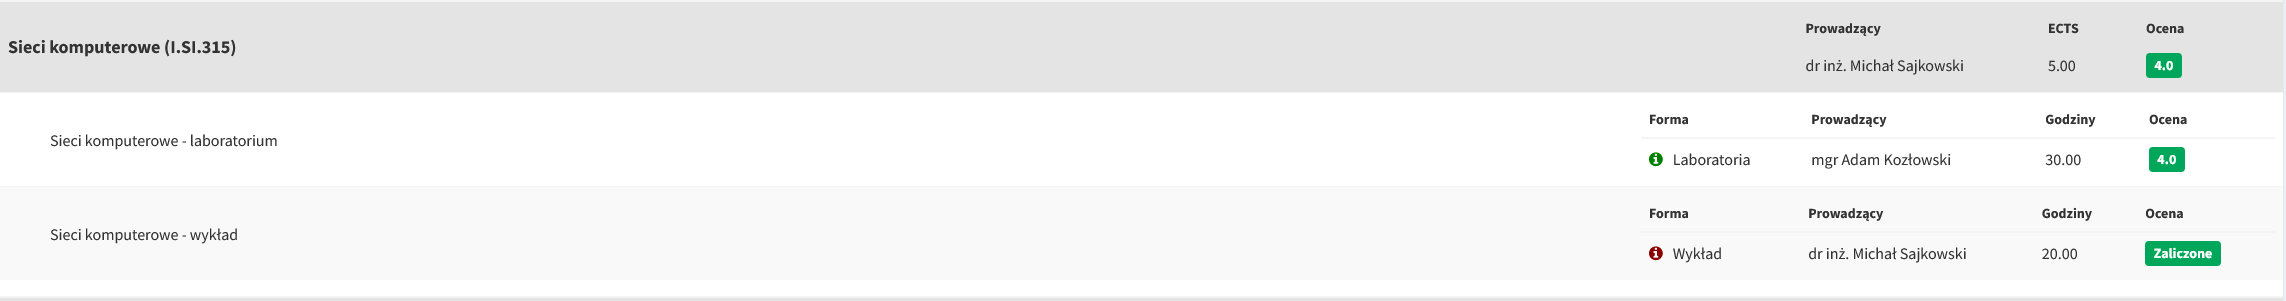 Prowadzący ECTS Ocena
Sieci komputerowe (I.SI.315)
dr inż. Michał Sajkowski 5.00 4.0
Forma Prowadzący Godziny Ocena
Sieci komputerowe - laboratorium
Laboratoria mgr Adam Kozłowski 30.00 4.0
Forma Prowadzący Godziny Ocena
Sieci komputerowe - wykład
Wykład dr inż. Michał Sajkowski 20.00 Zaliczone